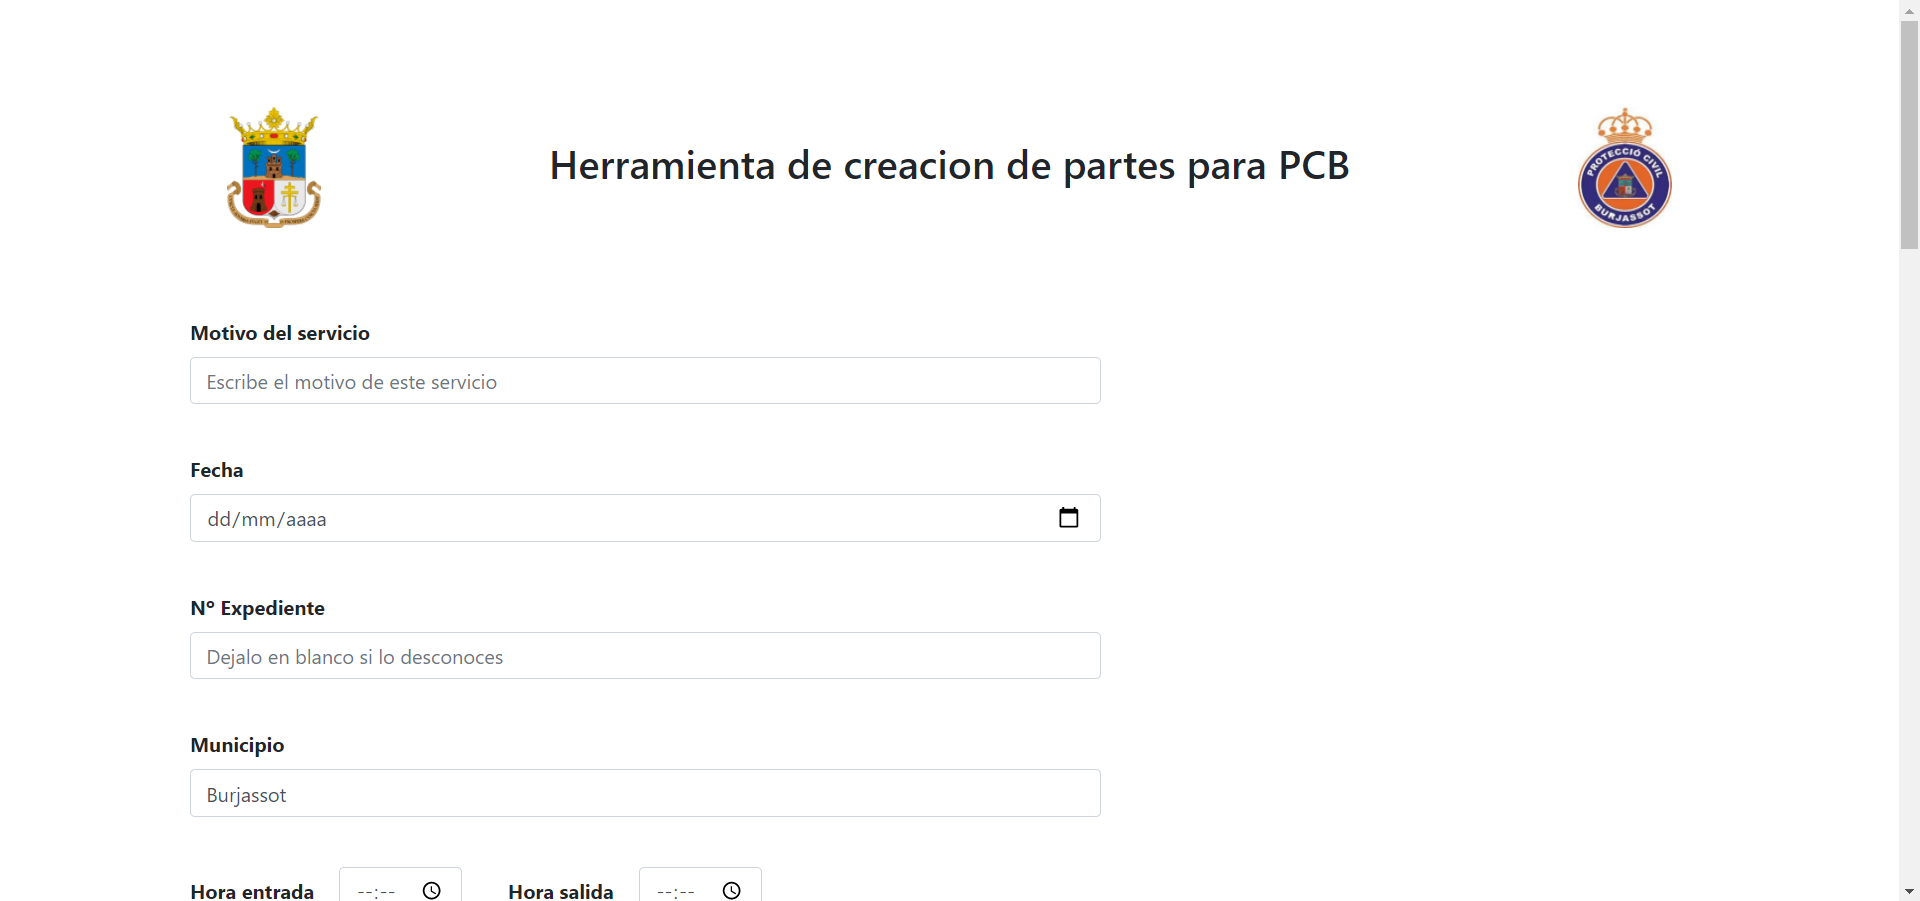 Herramienta de creacion de partes para PCB
PROTECCIÓ CIVIL
BURJASSOT
Motivo del servicio
Escribe el motivo de este servicio
Fecha
dd/mm/aaaa
Nº Expediente
Dejalo en blanco si lo desconoces
Municipio
Burjassot
Hora entrada --:-- Hora salida --:--